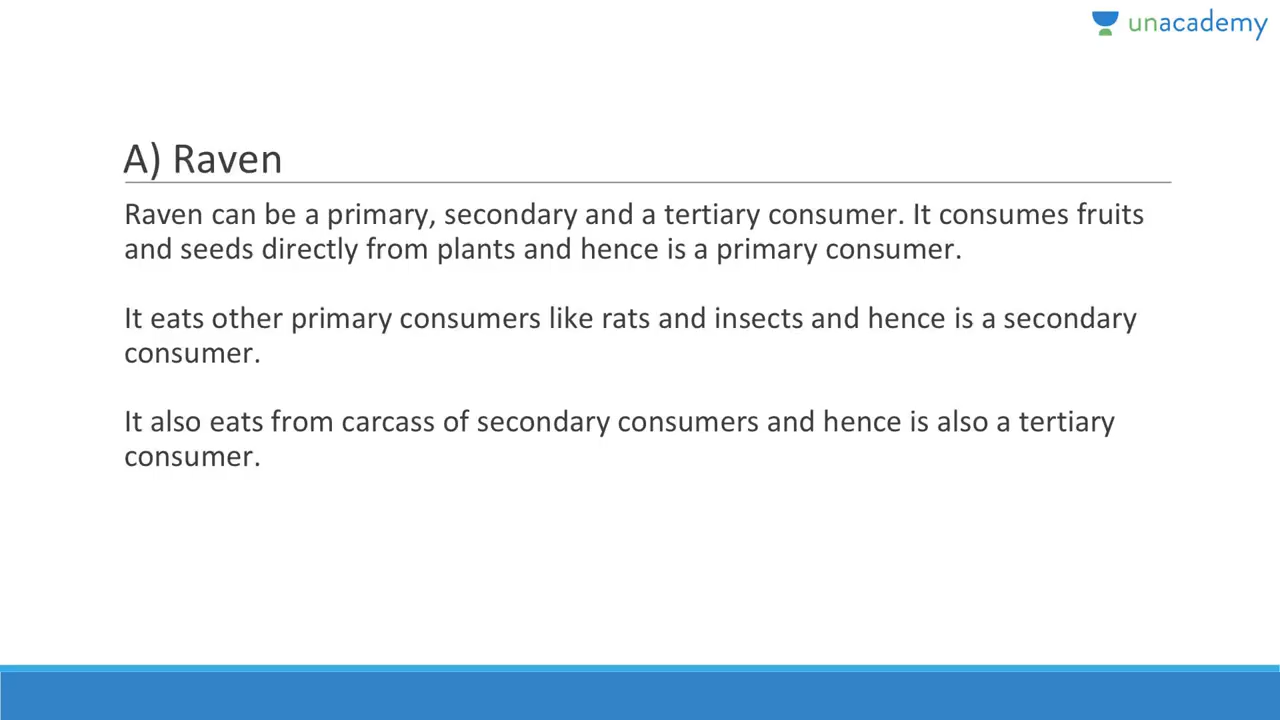 unacademy
A) Raven
Raven can be a primary, secondary and a tertiary consumer. It consumes fruits
and seeds directly from plants and hence is a primary consumer.
It eats other primary consumers like rats and insects and hence is a secondary
consumer.
It also eats from carcass of secondary consumers and hence is also a tertiary
consumer.